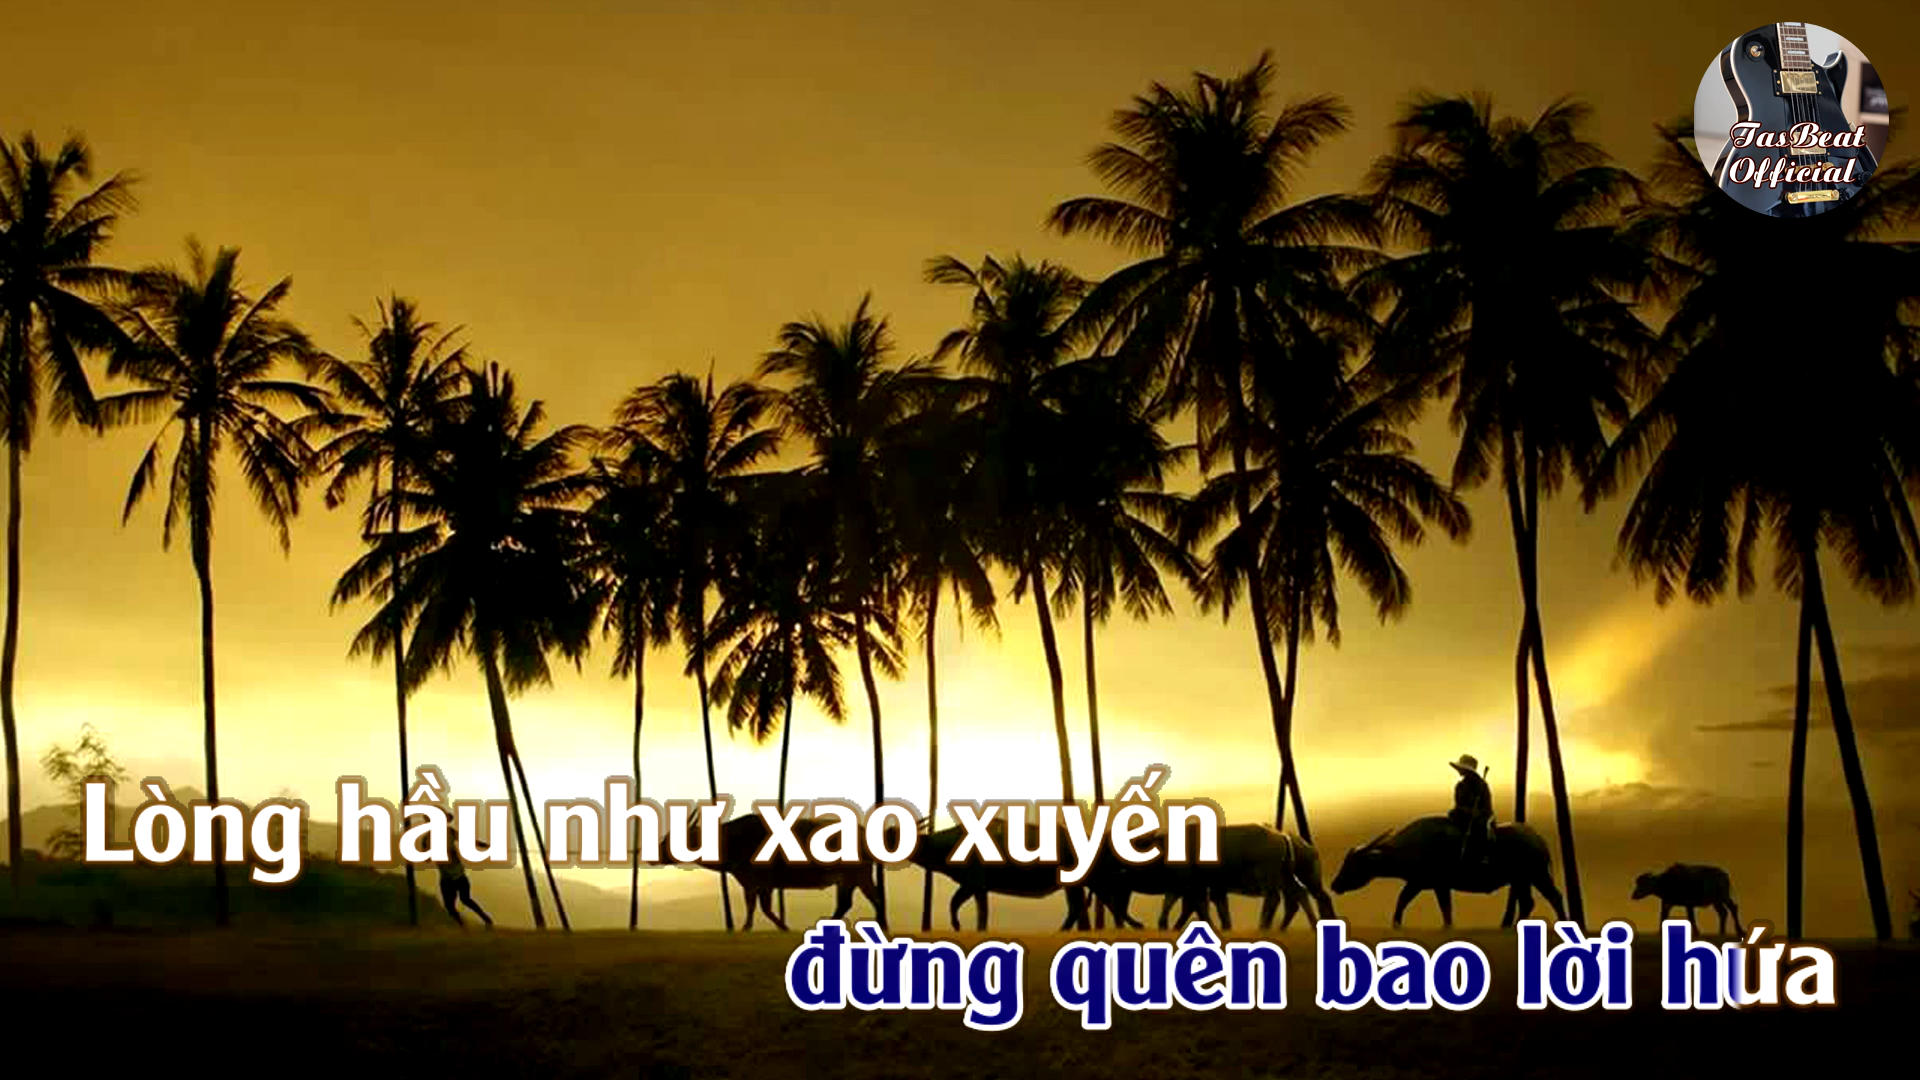 TasBeat
Official
Lòng hầu như xao xuyến
đừng quên bao lời hứa